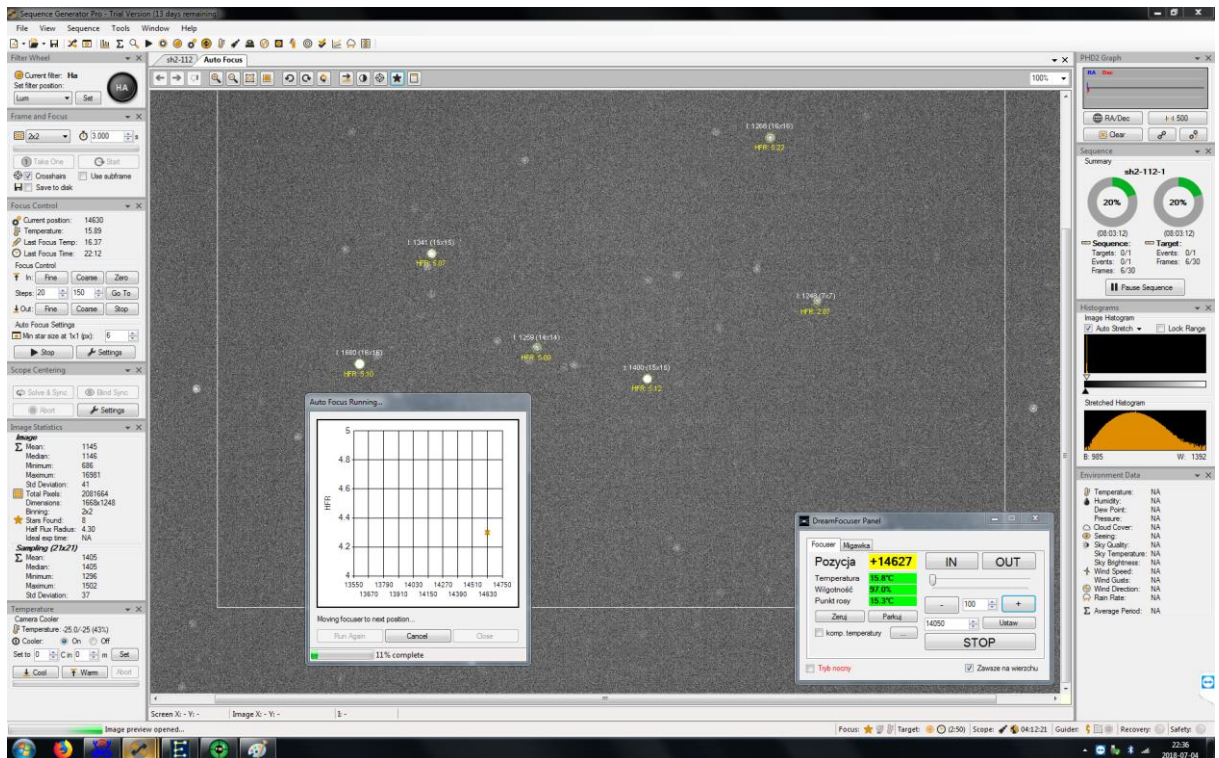 Sequence Generator Pro - Trial Version (13 days remaining)
File View Sequence Tools Window Help
Filter Wheel
Current filter: Ha
Set filter position:
Lum Set
HA
Frame and Focus
2x2 3.000 s
Take One Start
Crosshairs Use subframe
Save to disk
Focus Control
Current position: 14630
Temperature: 15.89
Last Focus Temp: 16.37
Last Focus Time: 22:12
Focus Control
In: Fine Coarse Zero
Steps: 20 150 Go To
Out: Fine Coarse Stop
Auto Focus Settings
Min star size at 1x1 (px): 6
Stop Settings
Scope Centering
Solve & Sync Blind Sync
Abort Settings
Image Statistics
Image
Mean: 1145
Median: 1146
Minimum: 686
Maximum: 16981
Std Deviation: 41
Total Pixels: 2081664
Dimensions: 1668x1248
Binning: 2x2
Stars Found: 8
Half Flux Radius: 4.30
Ideal exp time: NA
Sampling (21x21)
Mean: 1405
Median: 1405
Minimum: 1296
Maximum: 1502
Std Deviation: 37
Temperature
Camera Cooler
Temperature: -25.0/-25 (43%)
Cooler: On Off
Set to 0 C in 0 m Set
Cool Warm Abort
sh2-112 Auto Focus
100%
I: 1266 (16x16)
HFR: 5.22
I: 1341 (15x15)
I: 1248 (7x7)
HFR: 2.87
I: 1259 (14x14)
HFR: 5.09
I: 1680 (16x16)
HFR: 5.10
I: 1400 (15x15)
HFR: 5.12
Auto Focus Running...
HFR
5
4.8
4.6
4.4
4.2
4
13550 13790 14030 14270 14510 14750
13670 13910 14150 14390 14630
Moving focuser to next position...
Run Again Cancel Close
11% complete
DreamFocuser Panel
Focuser Migawka
Pozycja +14627 IN OUT
Temperatura 15.8°C
Wilgotność 97.0%
Punkt rosy 15.3°C
- 100 +
Zeruj Parkuj
14050 Ustaw
komp. temperatury ...
STOP
Tryb nocny Zawsze na wierzchu
Screen X: - Y: - Image X: - Y: - I: -
PHD2 Graph
RA Dec
RA/Dec 500
Clear
Sequence
Summary
sh2-112-1
20% 20%
(08:03:12) (08:03:12)
Sequence: Target:
Targets: 0/1 Events: 0/1
Events: 0/1 Frames: 6/30
Frames: 6/30
Pause Sequence
Histograms
Image Histogram
Auto Stretch Lock Range
Stretched Histogram
B: 985 W: 1392
Environment Data
Temperature: NA
Humidity: NA
Dew Point: NA
Pressure: NA
Cloud Cover: NA
Seeing: NA
Sky Quality: NA
Sky Temperature: NA
Sky Brightness: NA
Wind Speed: NA
Wind Gusts: NA
Wind Direction: NA
Rain Rate: NA
Average Period: NA
Image preview opened...
Focus: Target: (2:50) Scope: 04:12:21 Guider: Recovery: Safety:
22:36
2018-07-04